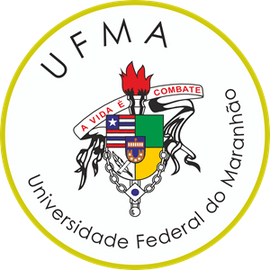 UFMA
A VIDA É COMBATE
Universidade Federal do Maranhão